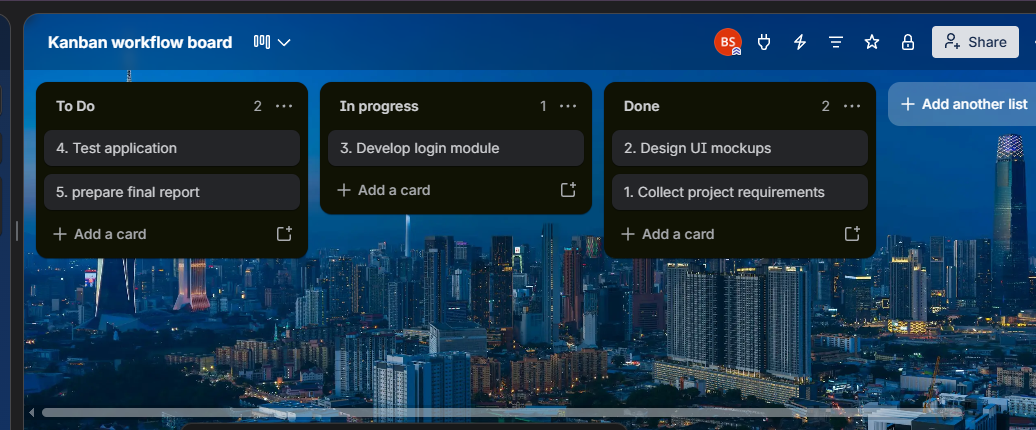 Kanban workflow board
BS
Share
To Do 2
4. Test application
5. prepare final report
Add a card
In progress 1
3. Develop login module
Add a card
Done 2
2. Design UI mockups
1. Collect project requirements
Add a card
Add another list